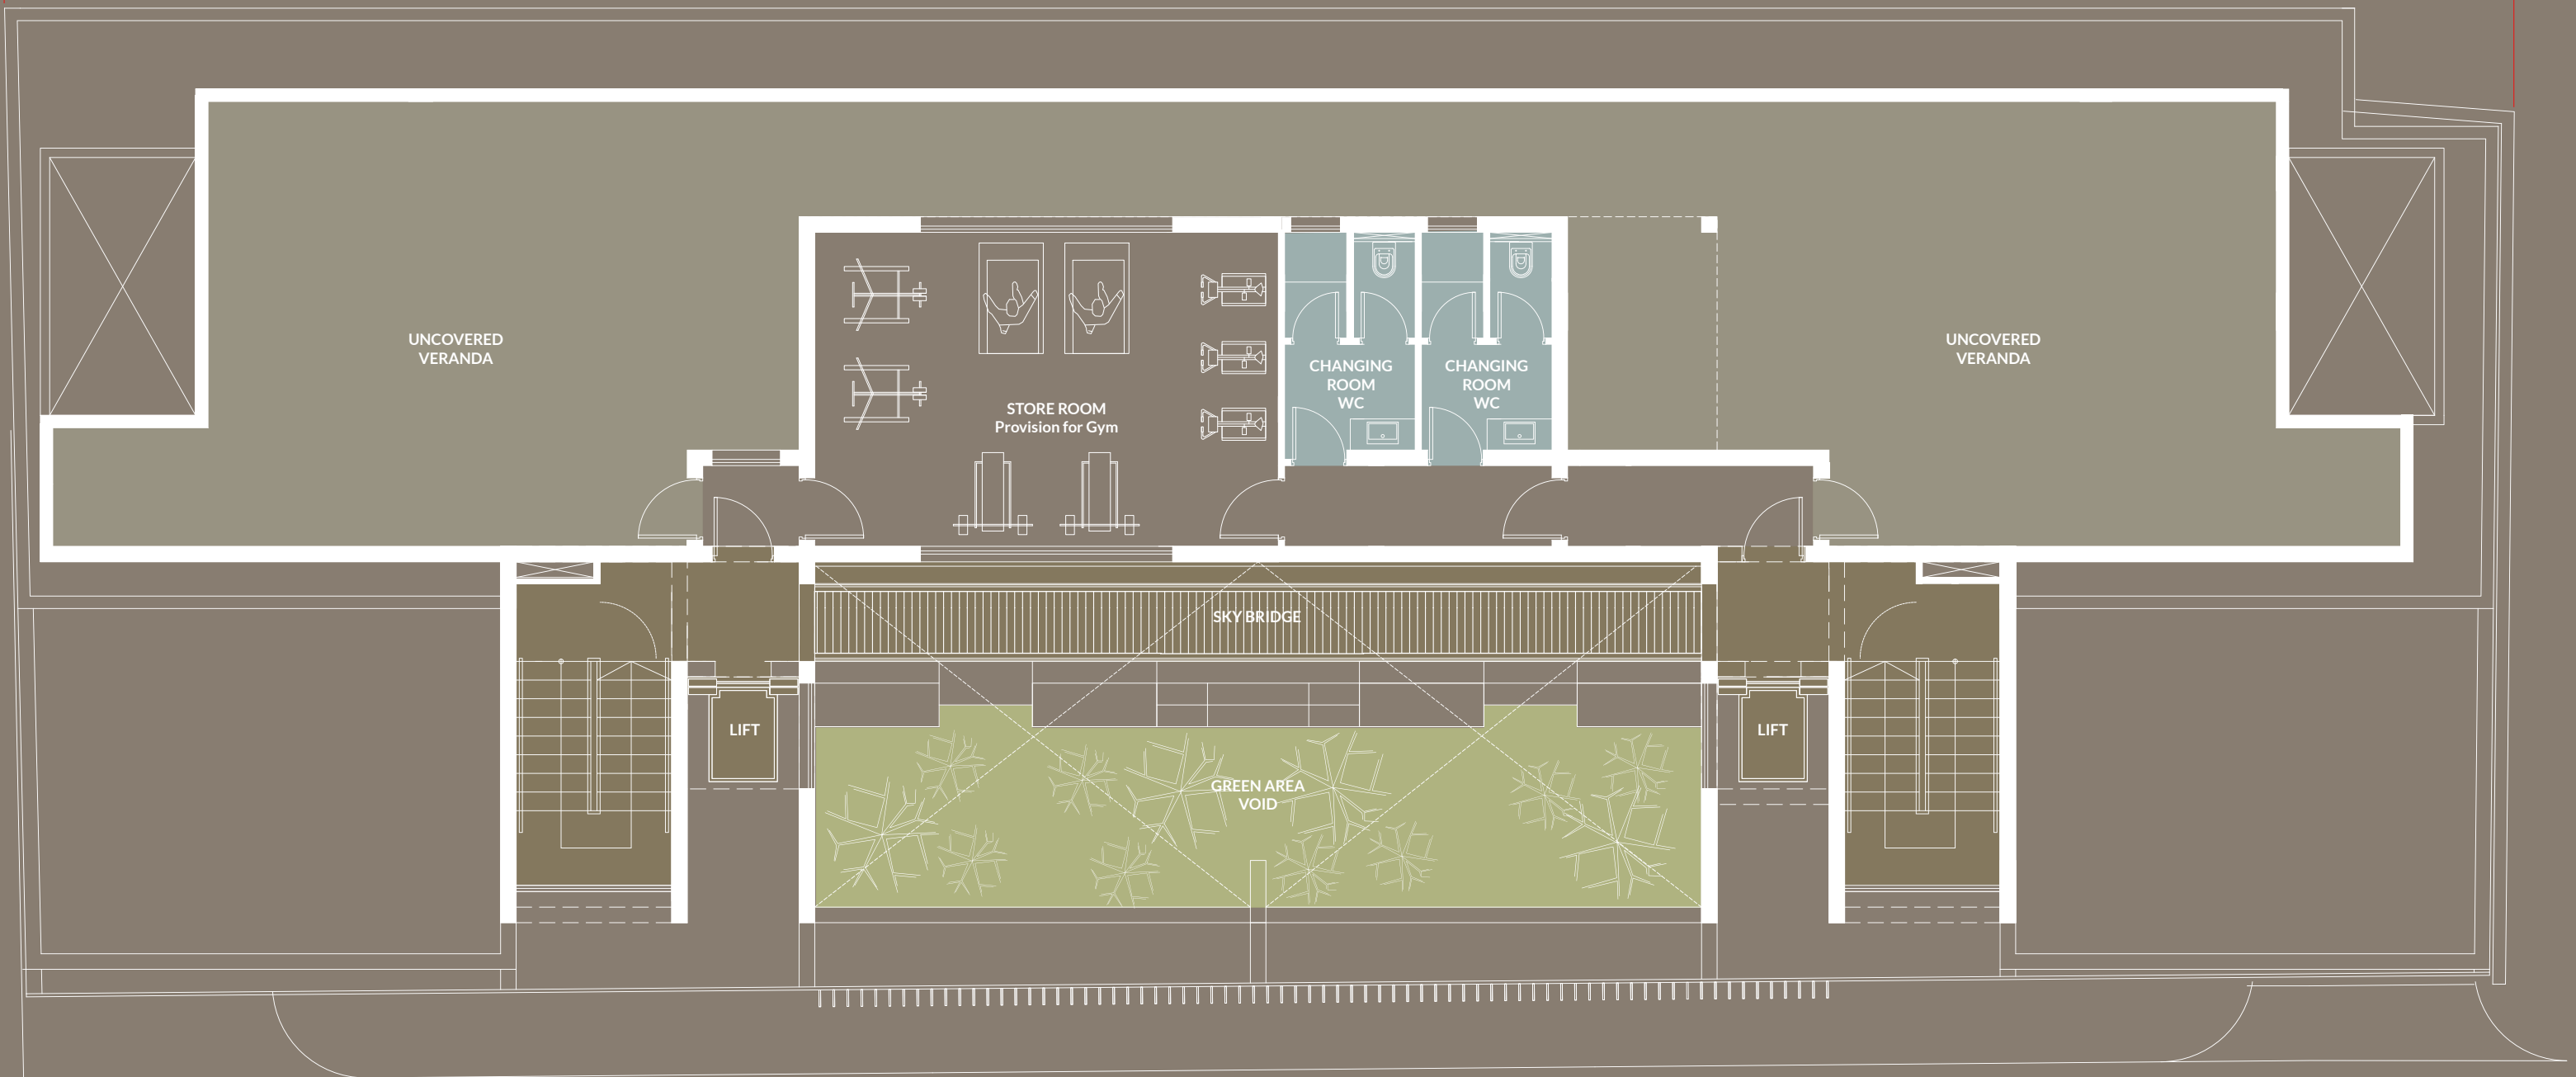 UNCOVERED
VERANDA
STORE ROOM
Provision for Gym
CHANGING
ROOM
WC
CHANGING
ROOM
WC
UNCOVERED
VERANDA
SKY BRIDGE
LIFT
GREEN AREA
VOID
LIFT